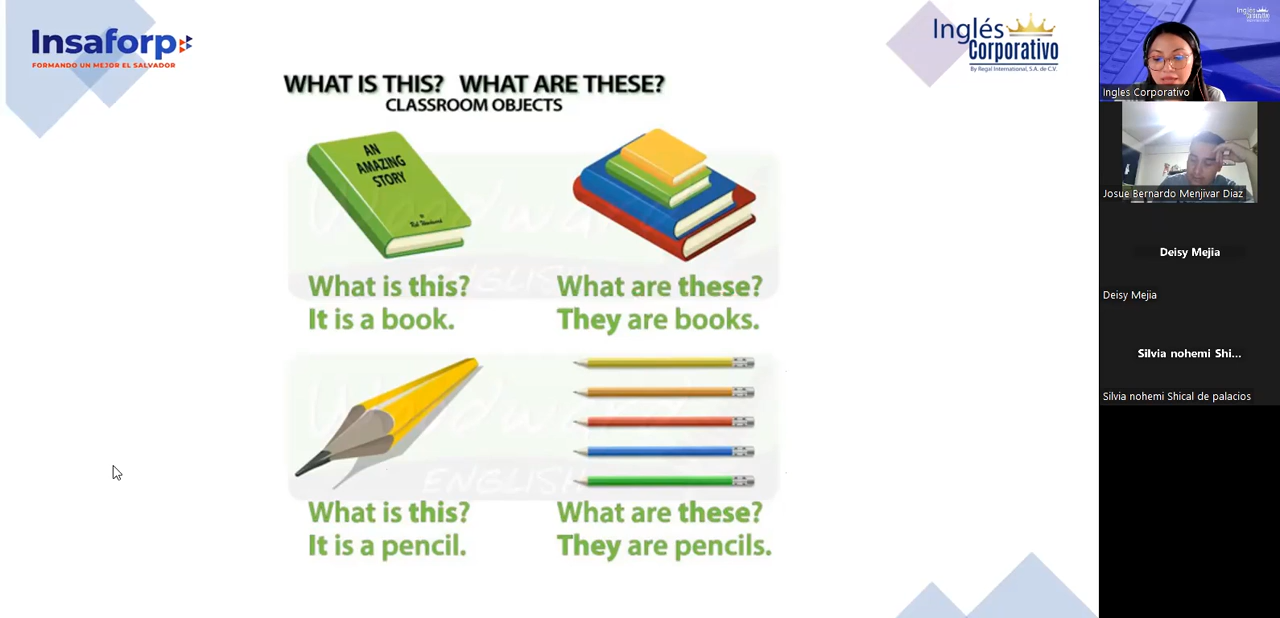 Insaforp
FORMANDO UN MEJOR EL SALVADOR
Inglés
Corporativo
By Regal International, S.A. de C.V.
WHAT IS THIS? WHAT ARE THESE?
CLASSROOM OBJECTS
AN
AMAZING
STORY
What is this?
It is a book.
What are these?
They are books.
ENGLISH
What is this?
It is a pencil.
What are these?
They are pencils.
Ingles Corporativo
Josue Bernardo Menjivar Diaz
Deisy Mejia
Deisy Mejia
Silvia nohemi Shi...
Silvia nohemi Shical de palacios